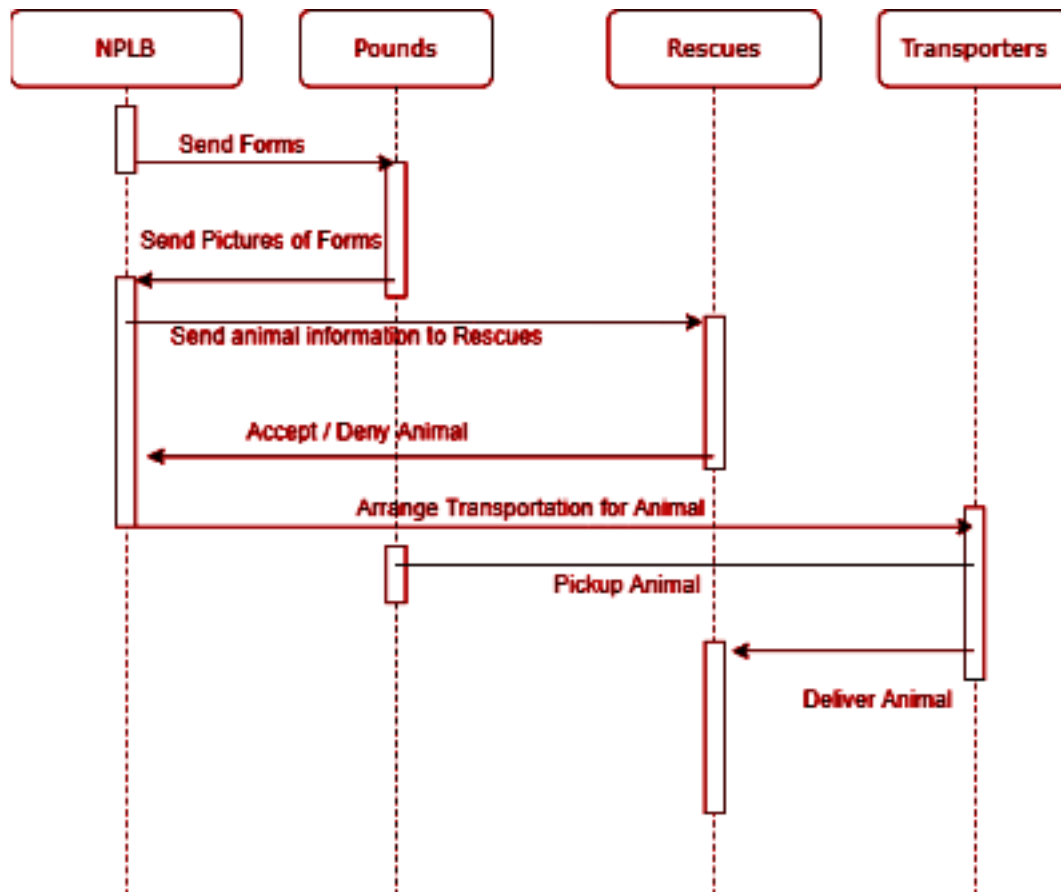 NPLB
Pounds
Rescues
Transporters
Send Forms
Send Pictures of Forms
Send animal information to Rescues
Accept / Deny Animal
Arrange Transportation for Animal
Pickup Animal
Deliver Animal